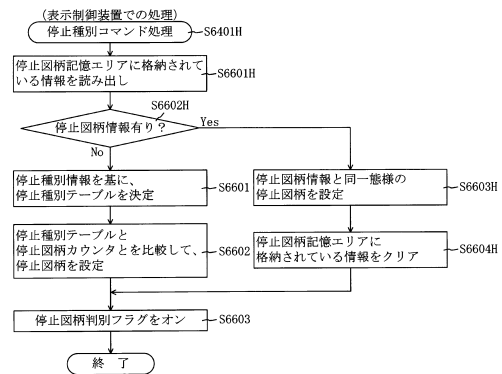 (表示制御装置での処理)
停止種別コマンド処理
S6401H
停止図柄記憶エリアに格納されて
いる情報を読み出し
S6601H
S6602H
停止図柄情報有り?
Yes
No
停止種別情報を基に、
停止種別テーブルを決定
S6601
停止図柄情報と同一態様の
停止図柄を設定
S6603H
停止種別テーブルと
停止図柄カウンタとを比較して、
停止図柄を設定
S6602
停止図柄記憶エリアに
格納されている情報をクリア
S6604H
停止図柄判別フラグをオン
S6603
終 了